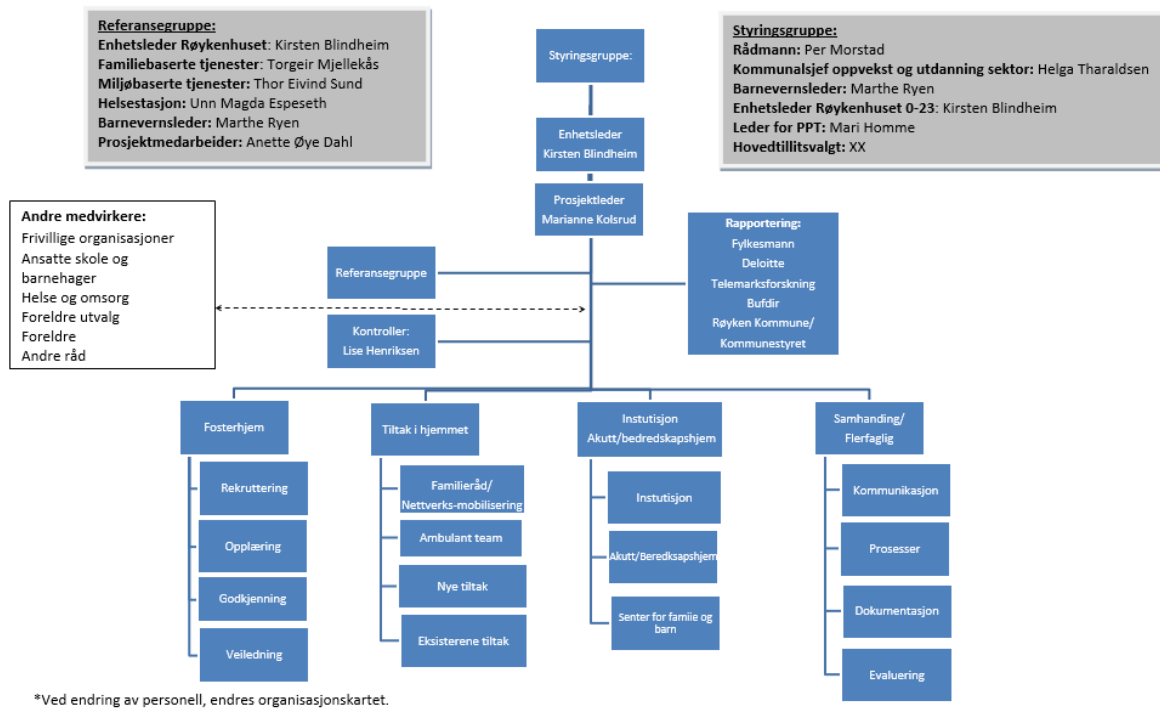 Referansegruppe:
Enhetsleder Røykenhuset: Kirsten Blindheim
Familiebaserte tjenester: Torgeir Mjellekås
Miljøbaserte tjenester: Thor Eivind Sund
Helsestasjon: Unn Magda Espeseth
Barnevernsleder: Marthe Ryen
Prosjektmedarbeider: Anette Øye Dahl
Styringsgruppe:
Styringsgruppe:
Rådmann: Per Morstad
Kommunalsjef oppvekst og utdanning sektor: Helga Tharaldsen
Barnevernsleder: Marthe Ryen
Enhetsleder Røykenhuset 0-23: Kirsten Blindheim
Leder for PPT: Mari Homme
Hovedtillitsvalgt: XX
Enhetsleder
Kirsten Blindheim
Prosjektleder
Marianne Kolsrud
Andre medvirkere:
Frivillige organisasjoner
Ansatte skole og
barnehager
Helse og omsorg
Foreldre utvalg
Foreldre
Andre råd
Referansegruppe
Kontroller:
Lise Henriksen
Rapportering:
Fylkesmann
Deloitte
Telemarksforskning
Bufdir
Røyken Kommune/
Kommunestyret
Fosterhjem
Rekruttering
Opplæring
Godkjenning
Veiledning
Tiltak i hjemmet
Familieråd/
Nettverks-mobilisering
Ambulant team
Nye tiltak
Eksisterene tiltak
Instutisjon
Akutt/bedredskapshjem
Instutisjon
Akutt/Beredksapshjem
Senter for famiie og
barn
Samhanding/
Flerfaglig
Kommunikasjon
Prosesser
Dokumentasjon
Evaluering
*Ved endring av personell, endres organisasjonskartet.